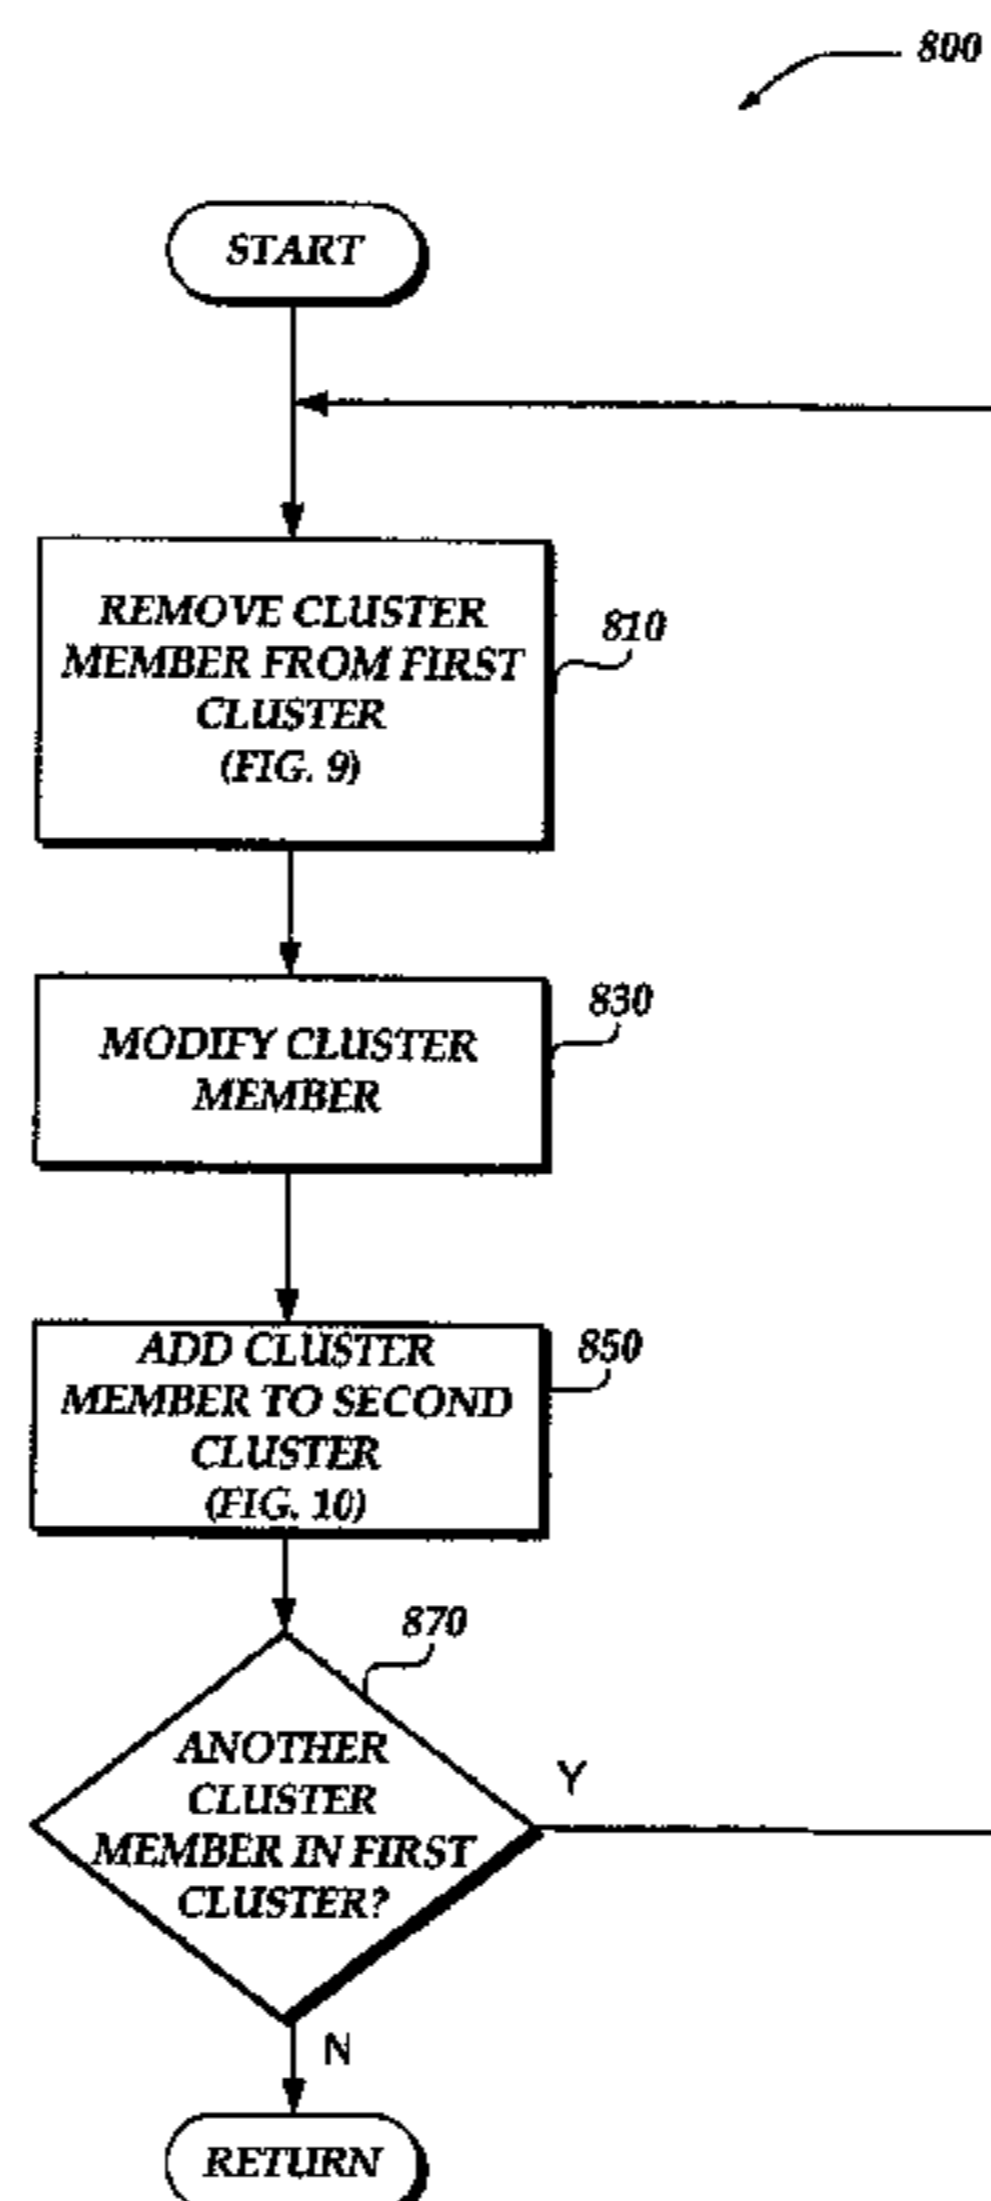 800
START
REMOVE CLUSTER
MEMBER FROM FIRST
CLUSTER
(FIG. 9)
810
MODIFY CLUSTER
MEMBER
830
ADD CLUSTER
MEMBER TO SECOND
CLUSTER
(FIG. 10)
850
870
ANOTHER
CLUSTER
MEMBER IN FIRST
CLUSTER?
Y
N
RETURN